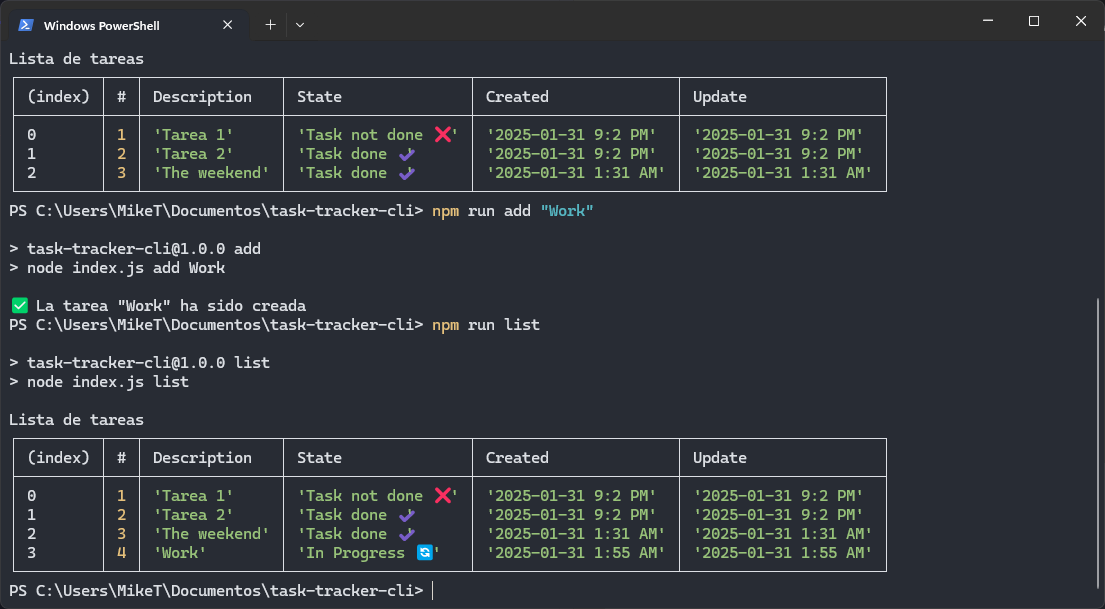 Windows PowerShell
Lista de tareas
(index) # Description State Created Update
0 1 'Tarea 1' 'Task not done ❌' '2025-01-31 9:2 PM' '2025-01-31 9:2 PM'
1 2 'Tarea 2' 'Task done ✔' '2025-01-31 9:2 PM' '2025-01-31 9:2 PM'
2 3 'The weekend' 'Task done ✔' '2025-01-31 1:31 AM' '2025-01-31 1:31 AM'
PS C:\Users\MikeT\Documentos\task-tracker-cli> npm run add "Work"
> task-tracker-cli@1.0.0 add
> node index.js add Work
✅ La tarea "Work" ha sido creada
PS C:\Users\MikeT\Documentos\task-tracker-cli> npm run list
> task-tracker-cli@1.0.0 list
> node index.js list
Lista de tareas
(index) # Description State Created Update
0 1 'Tarea 1' 'Task not done ❌' '2025-01-31 9:2 PM' '2025-01-31 9:2 PM'
1 2 'Tarea 2' 'Task done ✔' '2025-01-31 9:2 PM' '2025-01-31 9:2 PM'
2 3 'The weekend' 'Task done ✔' '2025-01-31 1:31 AM' '2025-01-31 1:31 AM'
3 4 'Work' 'In Progress 🔄' '2025-01-31 1:55 AM' '2025-01-31 1:55 AM'
PS C:\Users\MikeT\Documentos\task-tracker-cli>